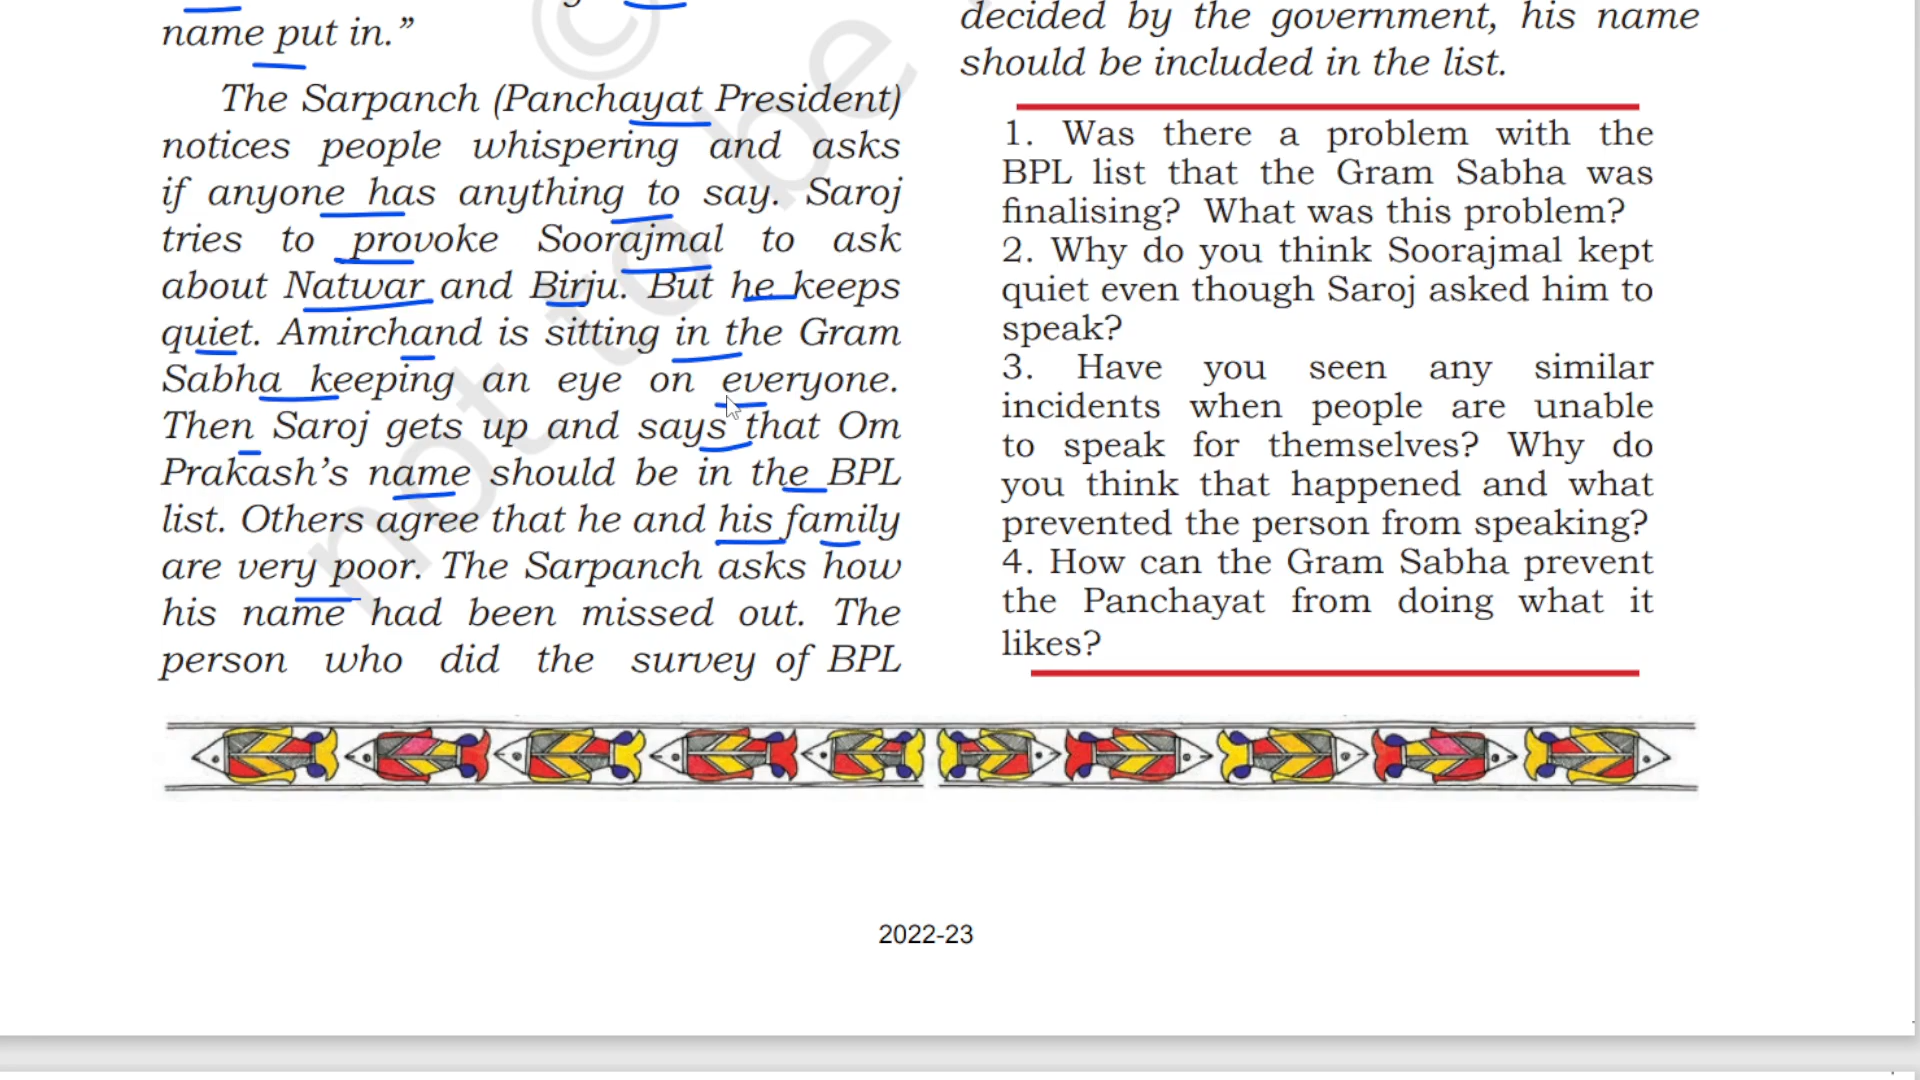 name put in.”
The Sarpanch (Panchayat President)
notices people whispering and asks
if anyone has anything to say. Saroj
tries to provoke Soorajmal to ask
about Natwar and Birju. But he keeps
quiet. Amirchand is sitting in the Gram
Sabha keeping an eye on everyone.
Then Saroj gets up and says that Om
Prakash’s name should be in the BPL
list. Others agree that he and his family
are very poor. The Sarpanch asks how
his name had been missed out. The
person who did the survey of BPL
decided by the government, his name
should be included in the list.
1. Was there a problem with the
BPL list that the Gram Sabha was
finalising? What was this problem?
2. Why do you think Soorajmal kept
quiet even though Saroj asked him to
speak?
3. Have you seen any similar
incidents when people are unable
to speak for themselves? Why do
you think that happened and what
prevented the person from speaking?
4. How can the Gram Sabha prevent
the Panchayat from doing what it
likes?
©
not to be
2022-23